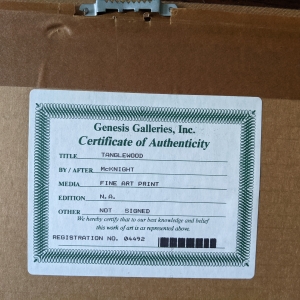 Genesis Galleries, Inc.
Certificate of Authenticity
TITLE TANGLEWOOD
BY / AFTER McKNIGHT
MEDIA FINE ART PRINT
EDITION N.A.
OTHER NOT SIGNED
We hereby certify that to our best knowledge and belief
this work of art is as represented above.
REGISTRATION NO. 04492